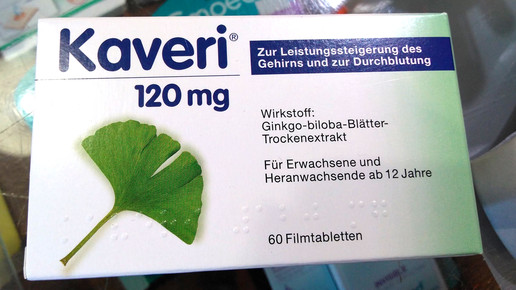 Kaveri®
120 mg
Zur Leistungssteigerung des
Gehirns und zur Durchblutung
Wirkstoff:
Ginkgo-biloba-Blätter-
Trockenextrakt
Für Erwachsene und
Heranwachsende ab 12 Jahre
60 Filmtabletten